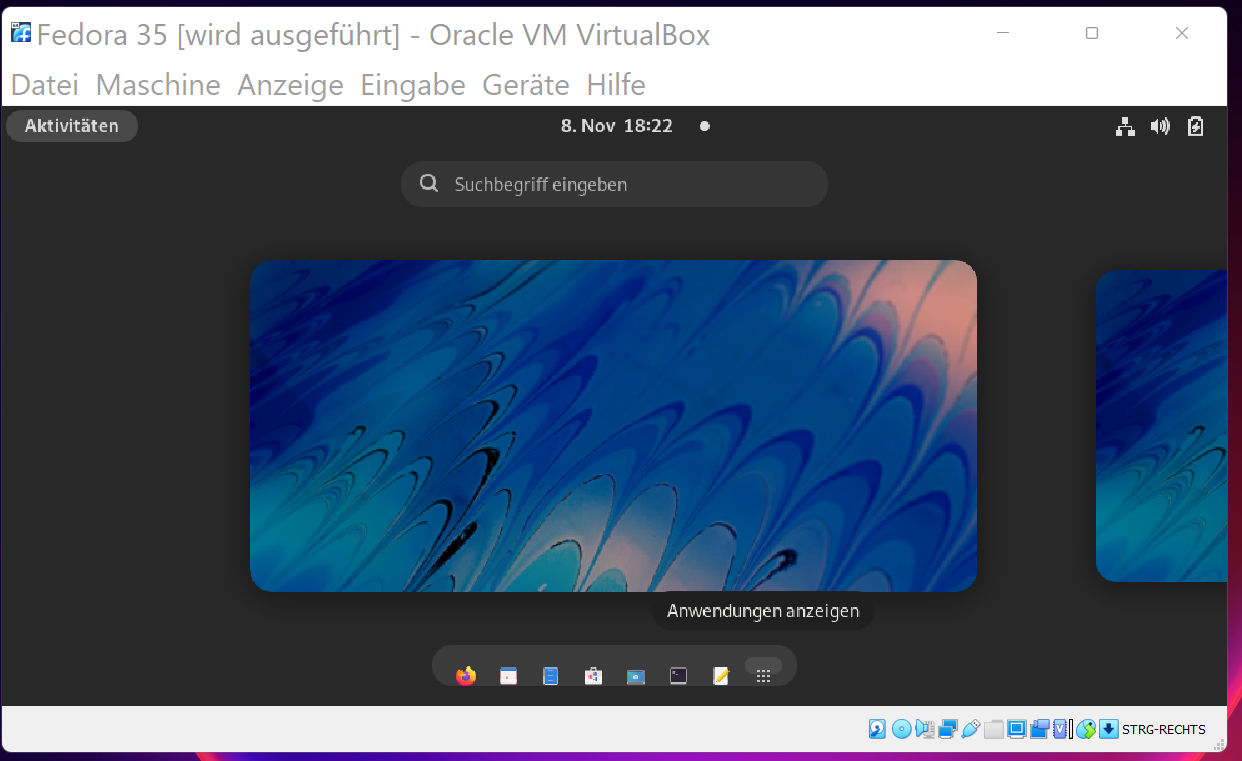 Fedora 35 [wird ausgeführt] - Oracle VM VirtualBox
Datei Maschine Anzeige Eingabe Geräte Hilfe
Aktivitäten 8. Nov 18:22
Suchbegriff eingeben
Anwendungen anzeigen
STRG-RECHTS